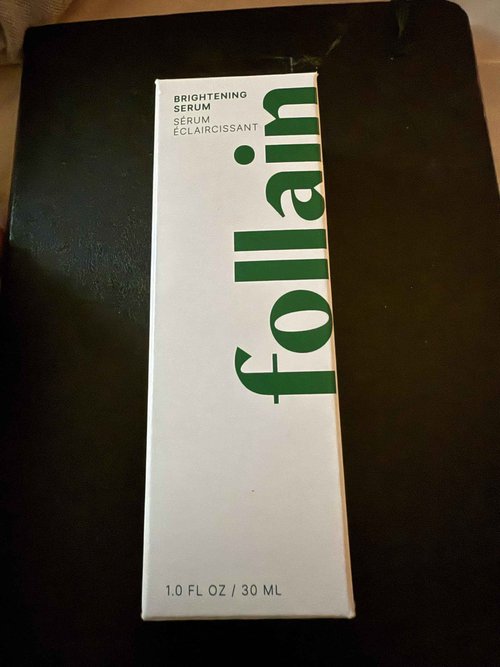 BRIGHTENING
SERUM
SÉRUM
ÉCLAIRCISSANT
follain
1.0 FL OZ / 30 ML